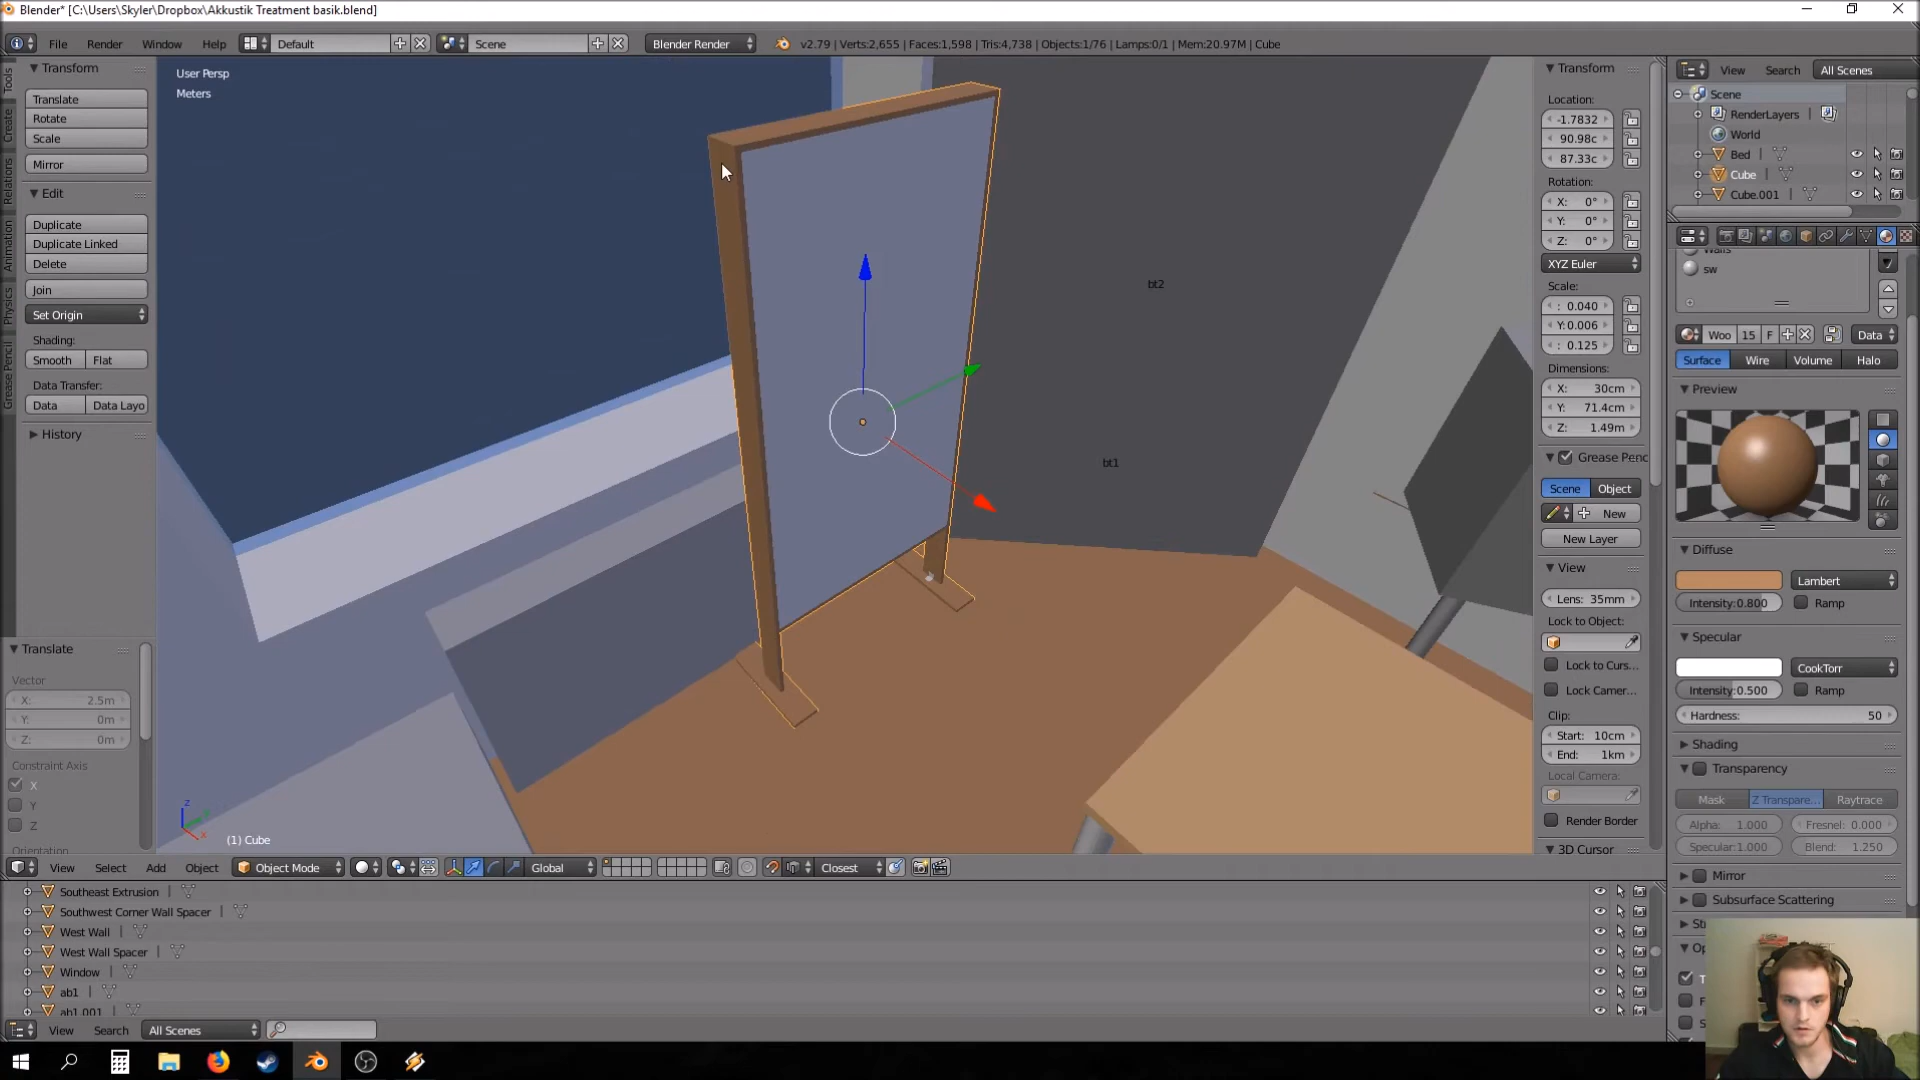 Blender* [C:\Users\Skyler\Dropbox\Akkustik Treatment basik.blend]
File Render Window Help Default Scene Blender Render v2.79 | Verts:2,655 | Faces:1,598 | Tris:4,738 | Objects:1/76 | Lamps:0/1 | Mem:20.97M | Cube
Tools
Create
Relations
Animation
Physics
Grease Pencil
Transform
Translate
Rotate
Scale
Mirror
Edit
Duplicate
Duplicate Linked
Delete
Join
Set Origin
Shading:
Smooth Flat
Data Transfer:
Data Data Layo
History
Translate
Vector
X: 2.5m
Y: 0m
Z: 0m
Constraint Axis
X
Y
Z
User Persp
Meters
bt2
bt1
(1) Cube
Transform
Location:
-1.7832
90.98c
87.33c
Rotation:
X: 0°
Y: 0°
Z: 0°
XYZ Euler
Scale:
: 0.040
Y:0.006
: 0.125
Dimensions:
X: 30cm
Y: 71.4cm
Z: 1.49m
Grease Penc
Scene Object
New
New Layer
View
Lens: 35mm
Lock to Object:
Lock to Curs...
Lock Camer...
Clip:
Start: 10cm
End: 1km
Local Camera:
Render Border
3D Cursor
View Search All Scenes
Scene
RenderLayers
World
Bed
Cube
Cube.001
sw
Woo 15 F Data
Surface Wire Volume Halo
Preview
Diffuse
Lambert
Intensity:0.800 Ramp
Specular
CookTorr
Intensity:0.500 Ramp
Hardness: 50
Shading
Transparency
Mask Z Transpare... Raytrace
Alpha: 1.000 Fresnel: 0.000
Specular:1.000 Blend: 1.250
Mirror
Subsurface Scattering
View Select Add Object Object Mode Global Closest
Southeast Extrusion
Southwest Corner Wall Spacer
West Wall
West Wall Spacer
Window
ab1
ab1.001
View Search All Scenes